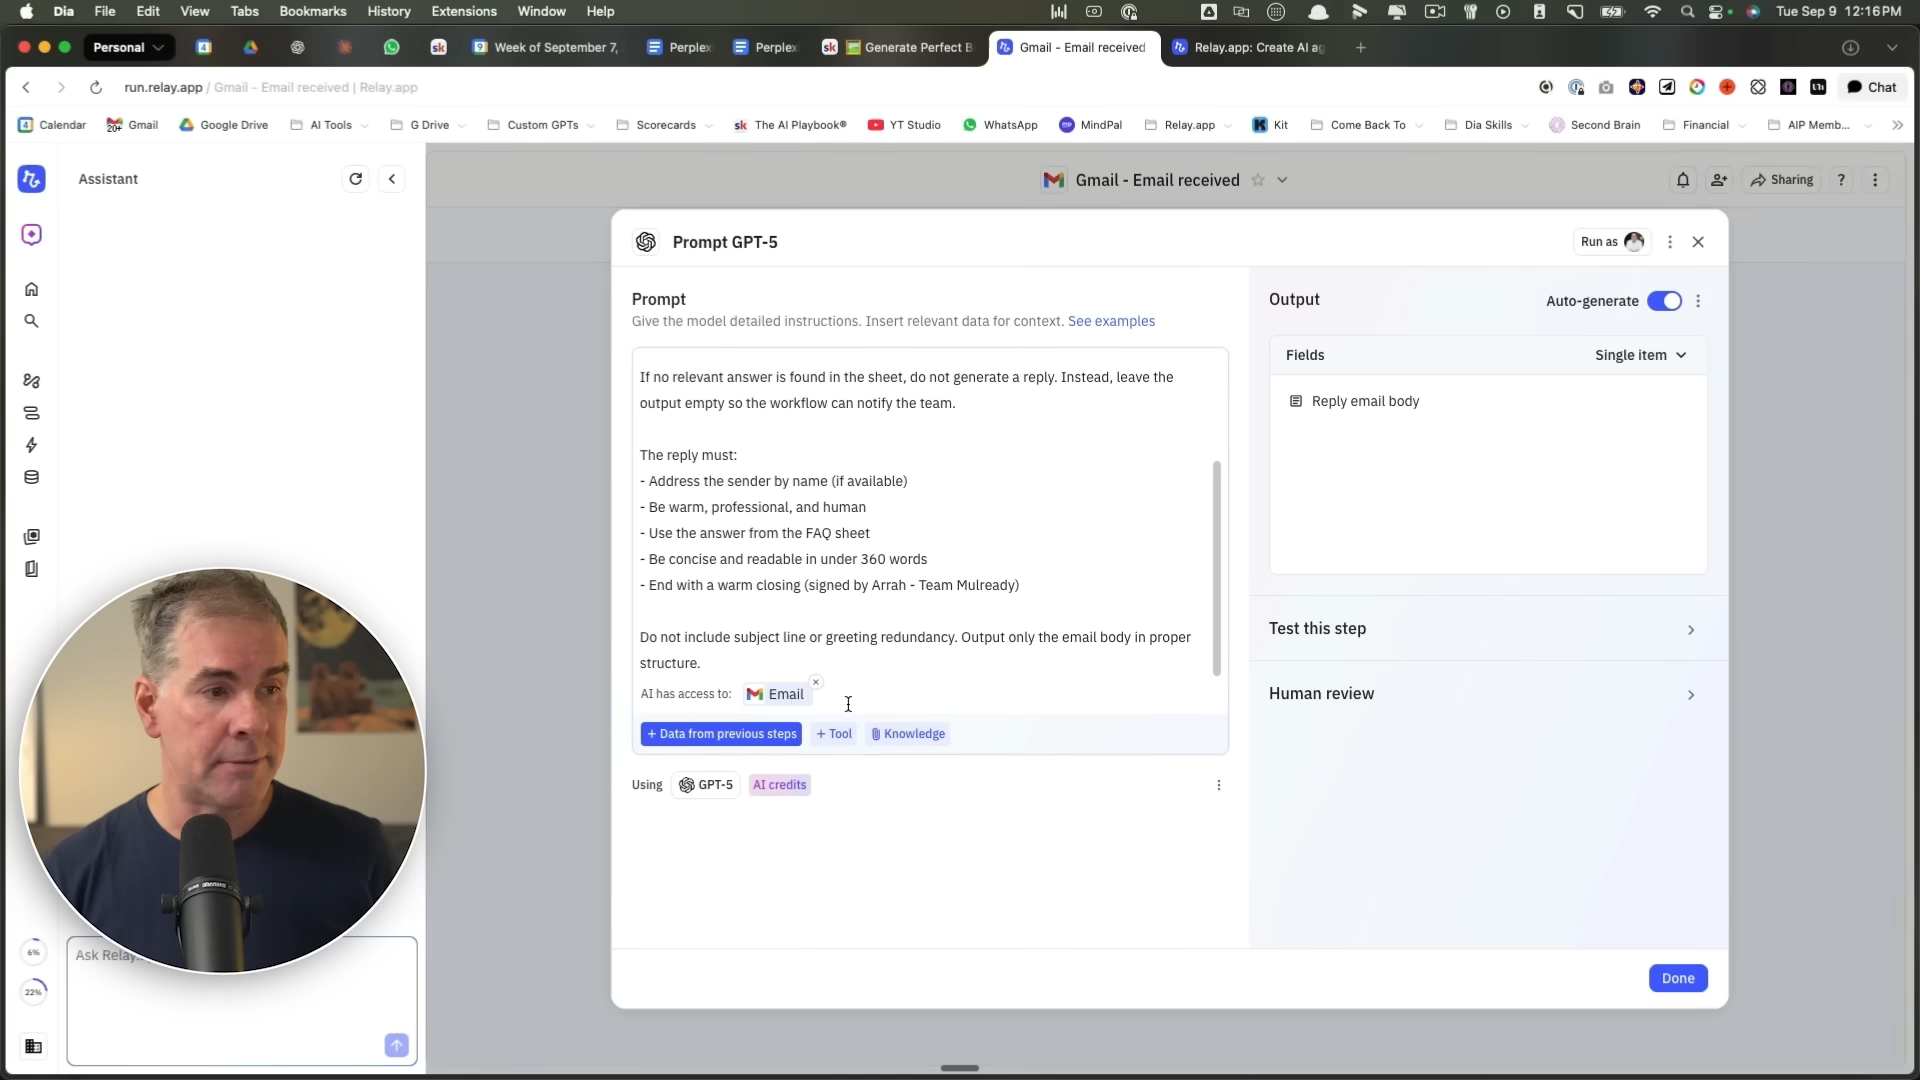 Dia File Edit View Tabs Bookmarks History Extensions Window Help Tue Sep 9 12:16 PM
Personal Week of September 7, Perplex Perplex Generate Perfect B Gmail - Email received Relay.app: Create AI ag
run.relay.app / Gmail - Email received | Relay.app Chat
Calendar Gmail Google Drive AI Tools G Drive Custom GPTs Scorecards The AI Playbook® YT Studio WhatsApp MindPal Relay.app Kit Come Back To Dia Skills Second Brain Financial AIP Memb...
Assistant
Gmail - Email received
Sharing
Prompt GPT-5
Run as
Prompt
Give the model detailed instructions. Insert relevant data for context. See examples
If no relevant answer is found in the sheet, do not generate a reply. Instead, leave the
output empty so the workflow can notify the team.
The reply must:
- Address the sender by name (if available)
- Be warm, professional, and human
- Use the answer from the FAQ sheet
- Be concise and readable in under 360 words
- End with a warm closing (signed by Arrah - Team Mulready)
Do not include subject line or greeting redundancy. Output only the email body in proper
structure.
AI has access to: Email
+ Data from previous steps + Tool Knowledge
Using GPT-5 AI credits
Output
Auto-generate
Fields
Single item
Reply email body
Test this step
Human review
Done
6%
22%
Ask Relay.